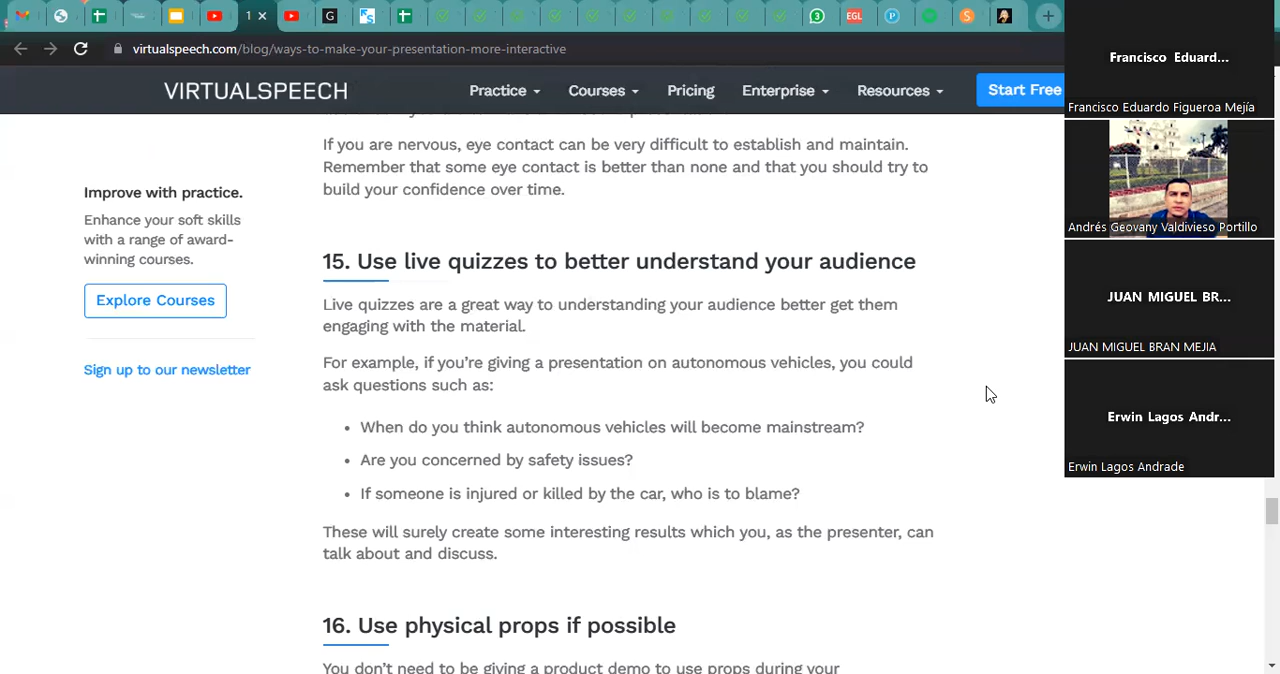 1
G
3
EGL
P
S
virtualspeech.com/blog/ways-to-make-your-presentation-more-interactive
VIRTUALSPEECH
Practice
Courses
Pricing
Enterprise
Resources
Start Free
If you are nervous, eye contact can be very difficult to establish and maintain.
Remember that some eye contact is better than none and that you should try to
build your confidence over time.
Improve with practice.
Enhance your soft skills
with a range of award-
winning courses.
Explore Courses
Sign up to our newsletter
15. Use live quizzes to better understand your audience
Live quizzes are a great way to understanding your audience better get them
engaging with the material.
For example, if you’re giving a presentation on autonomous vehicles, you could
ask questions such as:
• When do you think autonomous vehicles will become mainstream?
• Are you concerned by safety issues?
• If someone is injured or killed by the car, who is to blame?
These will surely create some interesting results which you, as the presenter, can
talk about and discuss.
16. Use physical props if possible
You don’t need to be giving a product demo to use props during your
Francisco Eduard...
Francisco Eduardo Figueroa Mejía
Andrés Geovany Valdivieso Portillo
JUAN MIGUEL BR...
JUAN MIGUEL BRAN MEJIA
Erwin Lagos Andr...
Erwin Lagos Andrade